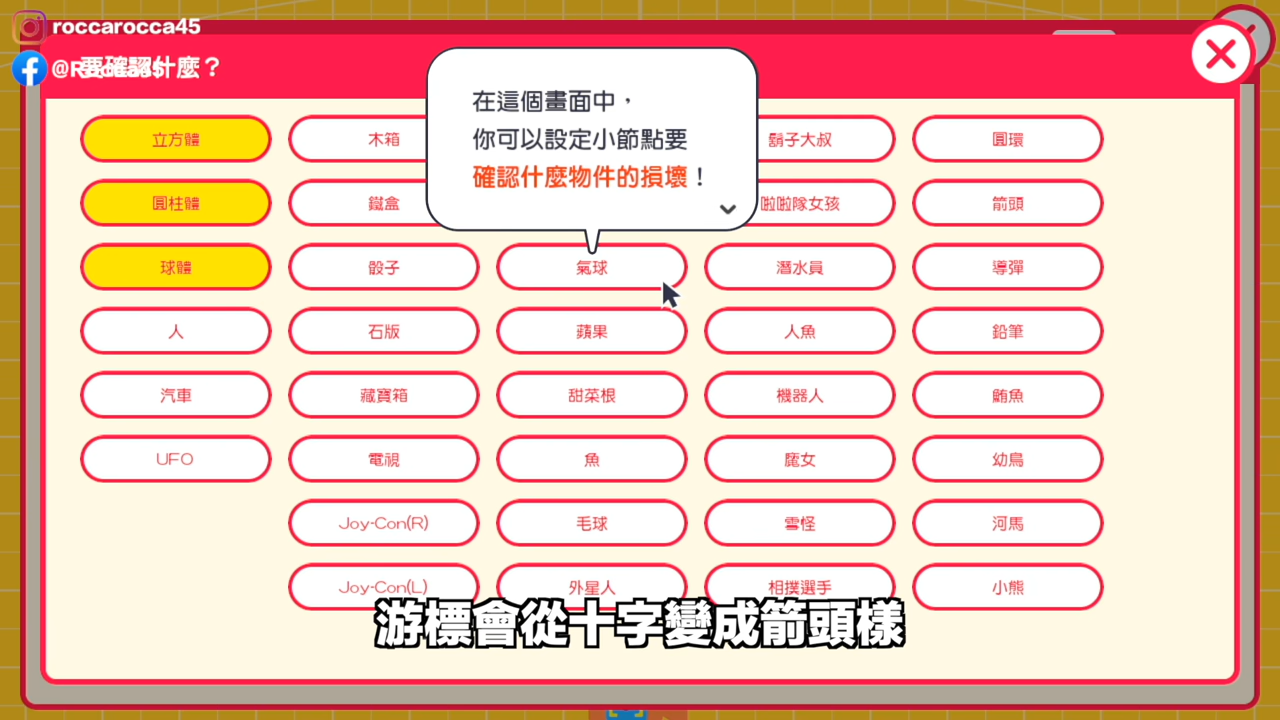 roccarocca45
要確認什麼？
在這個畫面中，
你可以設定小節點要
確認什麼物件的損壞！
立方體
木箱
鬍子大叔
圓環
圓柱體
鐵盒
啦啦隊女孩
箭頭
球體
骰子
氣球
潛水員
導彈
人
石版
蘋果
人魚
鉛筆
汽車
藏寶箱
甜菜根
機器人
鮪魚
UFO
電視
魚
魔女
幼鳥
Joy-Con(R)
毛球
雪怪
河馬
Joy-Con(L)
外星人
相撲選手
小熊
游標會從十字變成箭頭樣